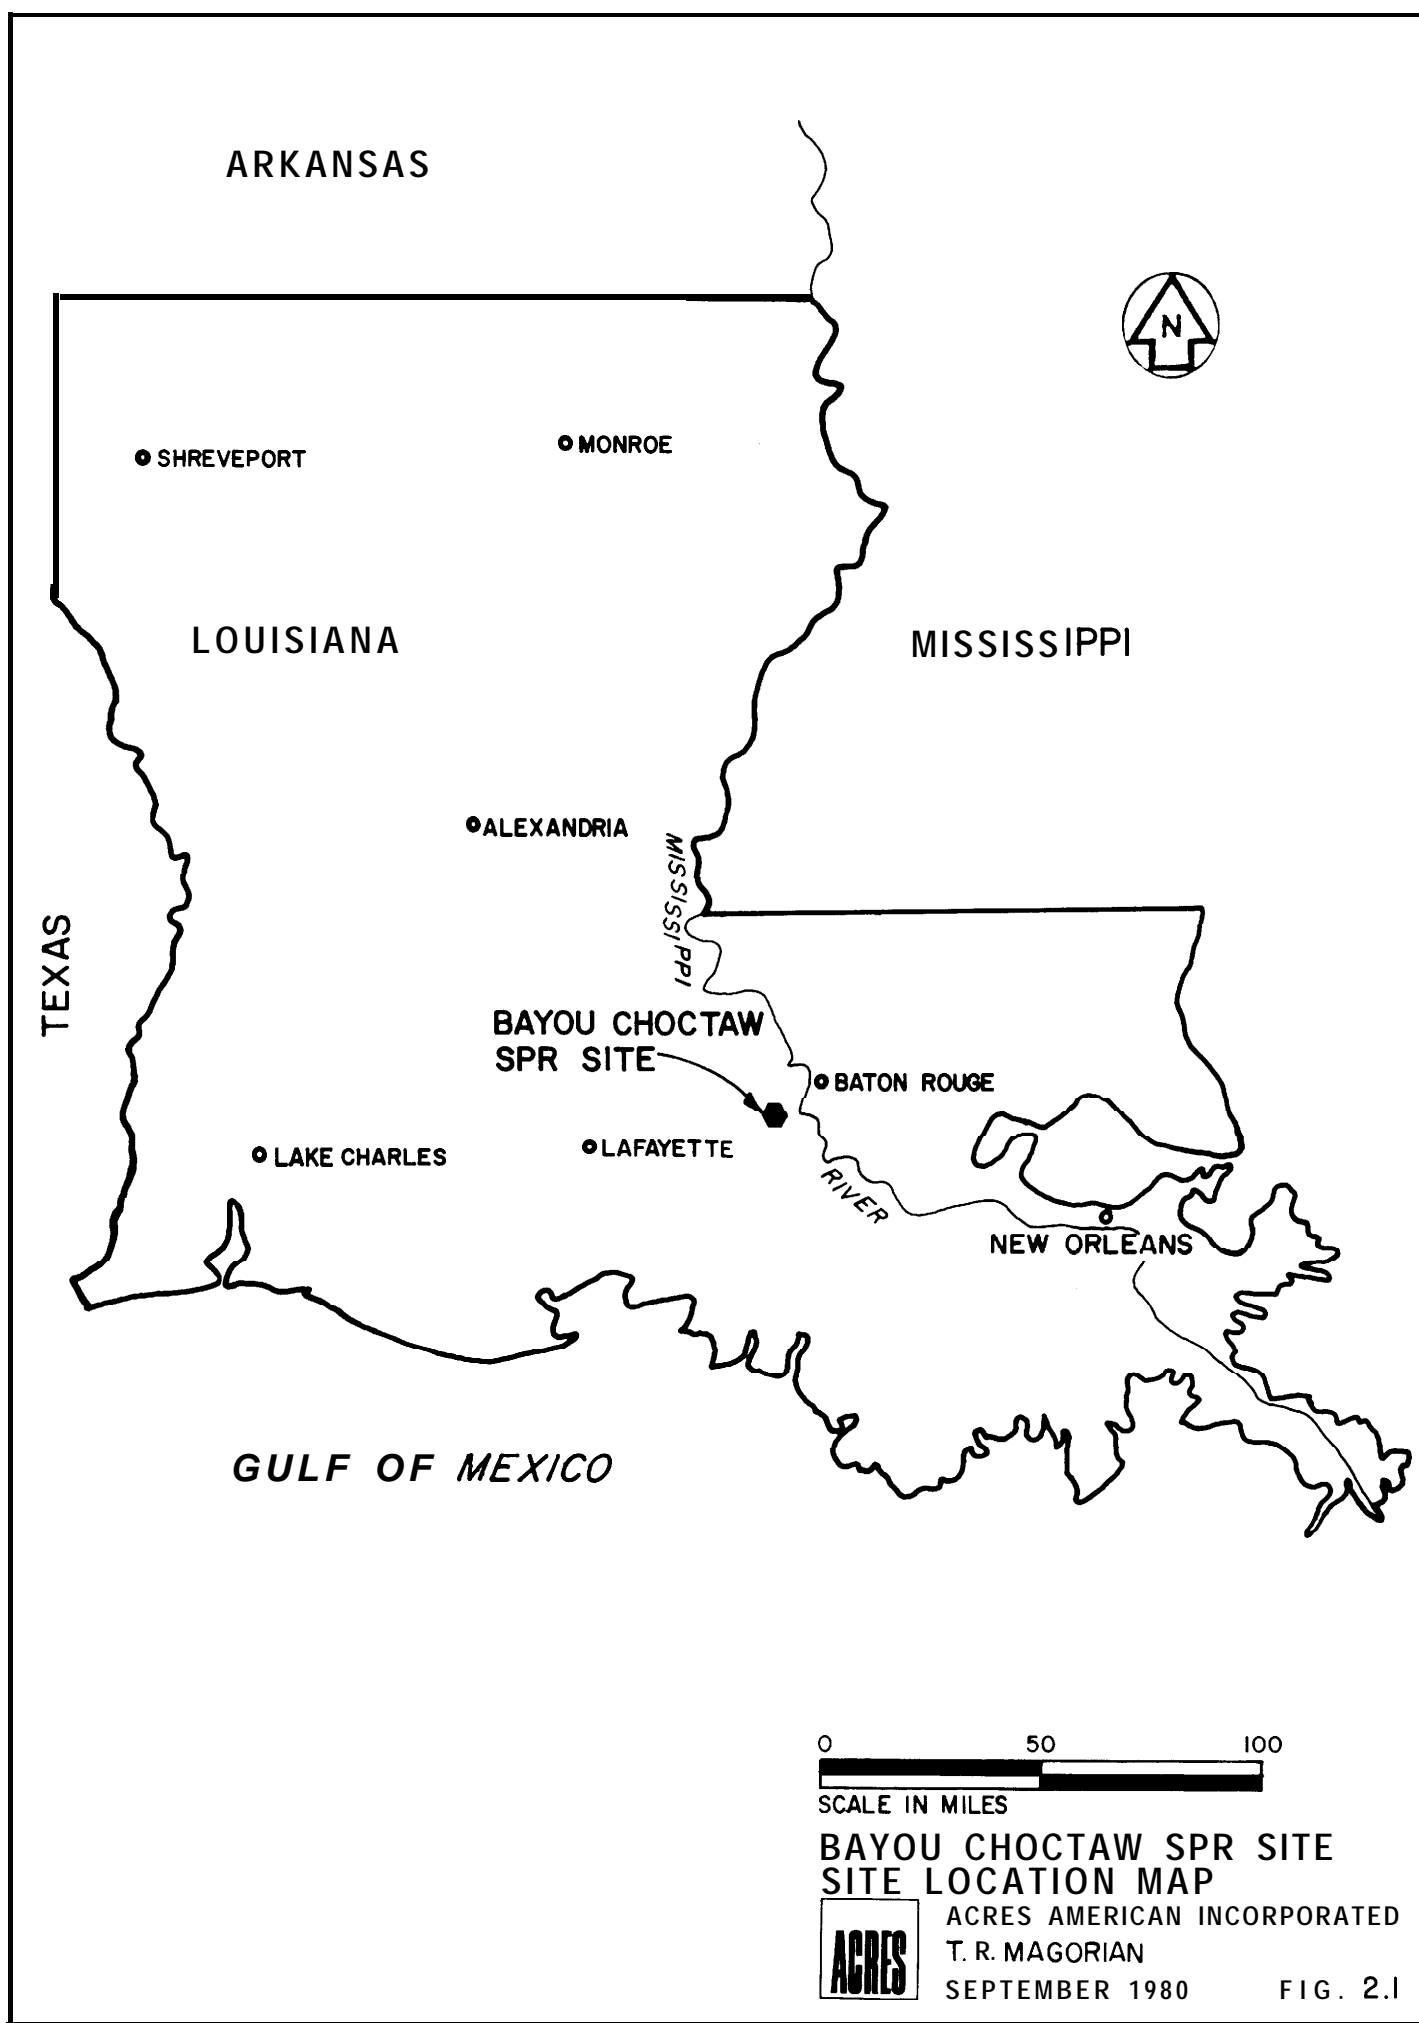 ARKANSAS
N
SHREVEPORT
MONROE
LOUISIANA
MISSISSIPPI
ALEXANDRIA
MISSISSIPPI
TEXAS
BAYOU CHOCTAW
SPR SITE
BATON ROUGE
LAKE CHARLES
LAFAYETTE
RIVER
NEW ORLEANS
GULF OF MEXICO
0 50 100
SCALE IN MILES
BAYOU CHOCTAW SPR SITE
SITE LOCATION MAP
ACRES
ACRES AMERICAN INCORPORATED
T. R. MAGORIAN
SEPTEMBER 1980 FIG. 2.1